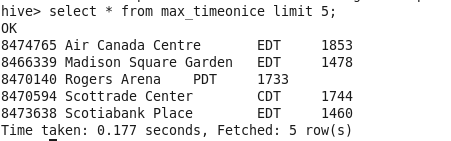 hive> select * from max_timeonice limit 5;
OK
8474765 Air Canada Centre       EDT     1853
8466339 Madison Square Garden   EDT     1478
8470140 Rogers Arena    PDT     1733
8470594 Scottrade Center        CDT     1744
8473638 Scotiabank Place        EDT     1460
Time taken: 0.177 seconds, Fetched: 5 row(s)